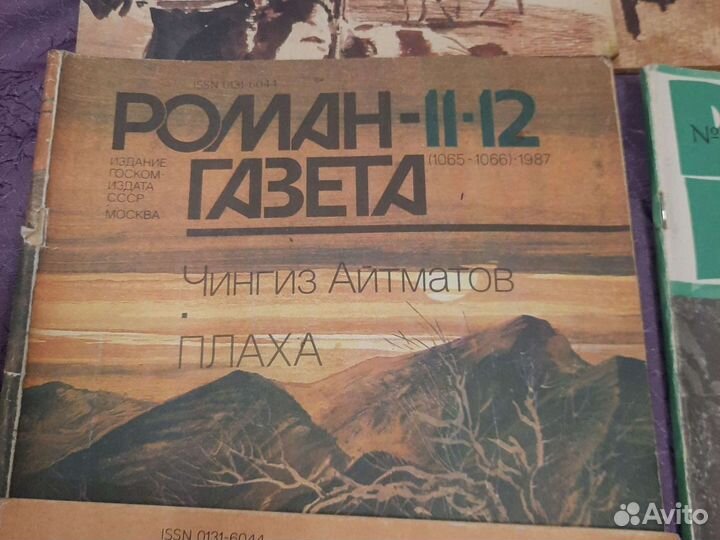 ISSN 0131-6044
РОМАН-11-12
ГАЗЕТА
(1065-1066)·1987
ИЗДАНИЕ
ГОСКОМ-
ИЗДАТА
СССР
МОСКВА
Чингиз Айтматов
ПЛАХА
№
ISSN 0131-6044
Avito